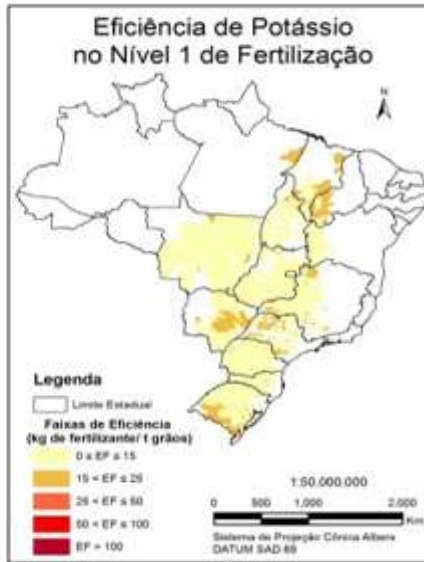 Eficiência de Potássio
no Nível 1 de Fertilização
N
Legenda
Limite Estadual
Faixas de Eficiência
(kg de fertilizante/ t grãos)
0 ≤ EF ≤ 15
15 < EF ≤ 25
25 < EF ≤ 50
50 < EF ≤ 100
EF > 100
1:50.000.000
0 500 1,000 2,000
Km
Sistema de Projeção Cônica Albers
DATUM SAD 69